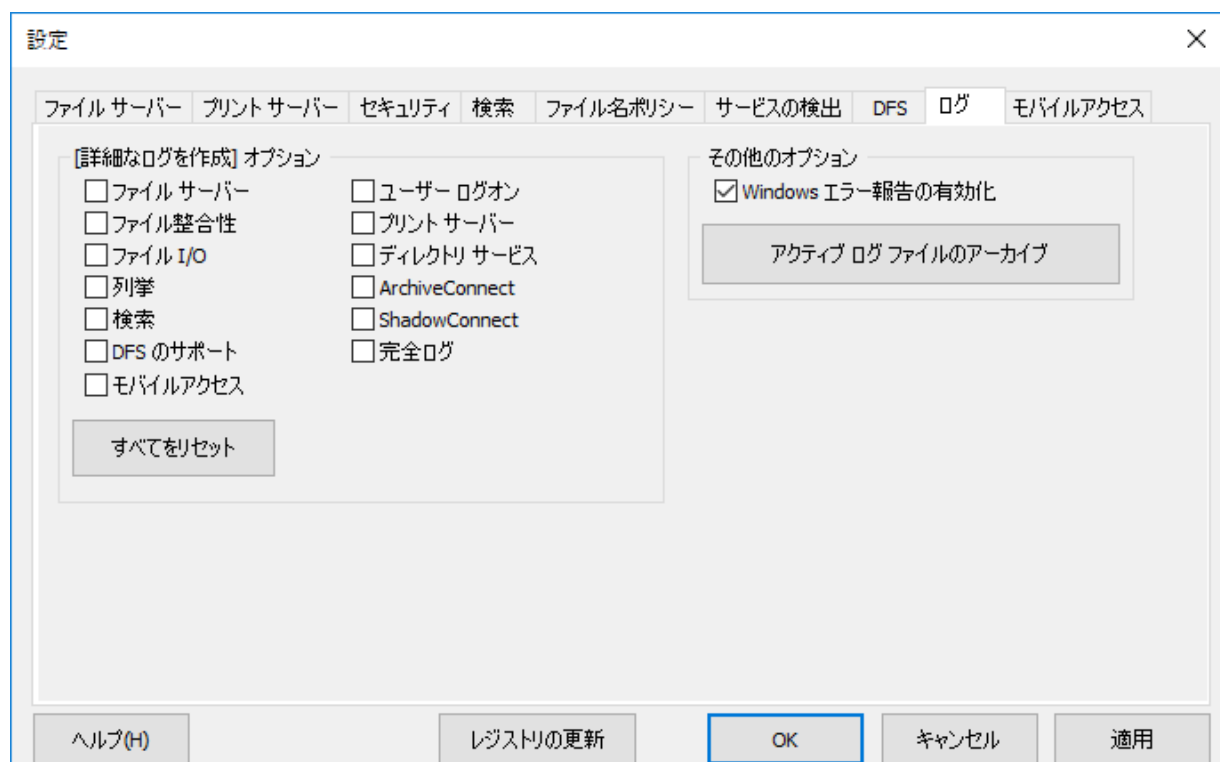 設定
ファイル サーバー プリント サーバー セキュリティ 検索 ファイル名ポリシー サービスの検出 DFS ログ モバイルアクセス
[詳細なログを作成] オプション
ファイル サーバー
ファイル整合性
ファイル I/O
列挙
検索
DFS のサポート
モバイルアクセス
ユーザー ログオン
プリント サーバー
ディレクトリ サービス
ArchiveConnect
ShadowConnect
完全ログ
すべてをリセット
その他のオプション
Windows エラー報告の有効化
アクティブ ログ ファイルのアーカイブ
ヘルプ(H) レジストリの更新 OK キャンセル 適用